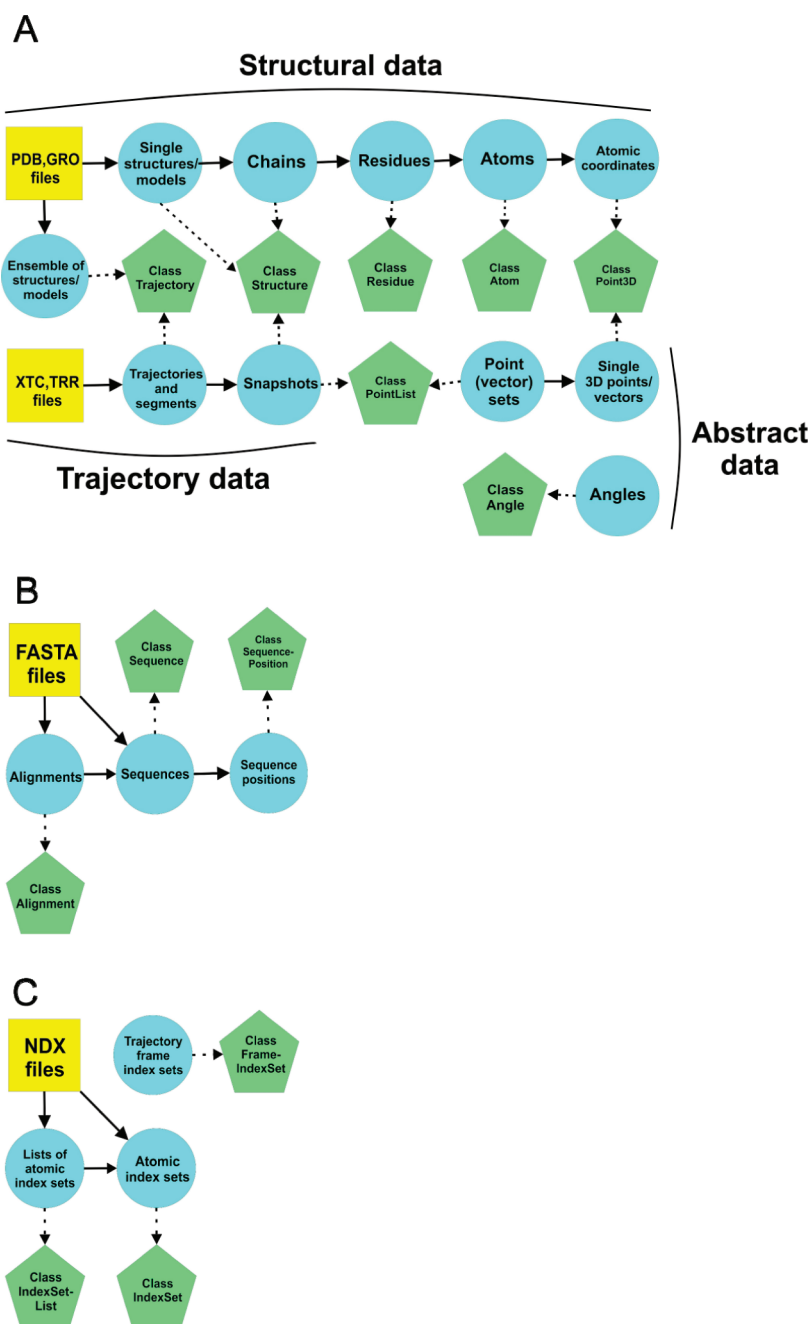 A
Structural data
PDB,GRO
files
Single
structures/
models
Chains
Residues
Atoms
Atomic
coordinates
Ensemble of
structures/
models
Class
Trajectory
Class
Structure
Class
Residue
Class
Atom
Class
Point3D
XTC,TRR
files
Trajectories
and
segments
Snapshots
Class
PointList
Point
(vector)
sets
Single
3D points/
vectors
Trajectory data
Abstract
data
Class
Angle
Angles
B
FASTA
files
Class
Sequence
Class
Sequence-
Position
Alignments
Sequences
Sequence
positions
Class
Alignment
C
NDX
files
Trajectory
frame
index sets
Class
Frame-
IndexSet
Lists of
atomic
index sets
Atomic
index sets
Class
IndexSet-
List
Class
IndexSet